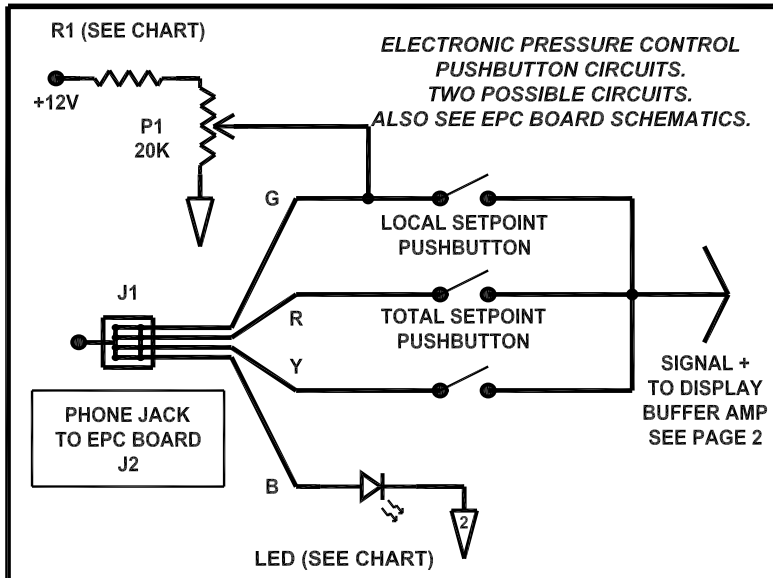 R1 (SEE CHART)
+12V
P1
20K
ELECTRONIC PRESSURE CONTROL
PUSHBUTTON CIRCUITS.
TWO POSSIBLE CIRCUITS.
ALSO SEE EPC BOARD SCHEMATICS.
G
LOCAL SETPOINT
PUSHBUTTON
J1
R
TOTAL SETPOINT
PUSHBUTTON
Y
SIGNAL +
TO DISPLAY
BUFFER AMP
SEE PAGE 2
PHONE JACK
TO EPC BOARD
J2
B
2
LED (SEE CHART)